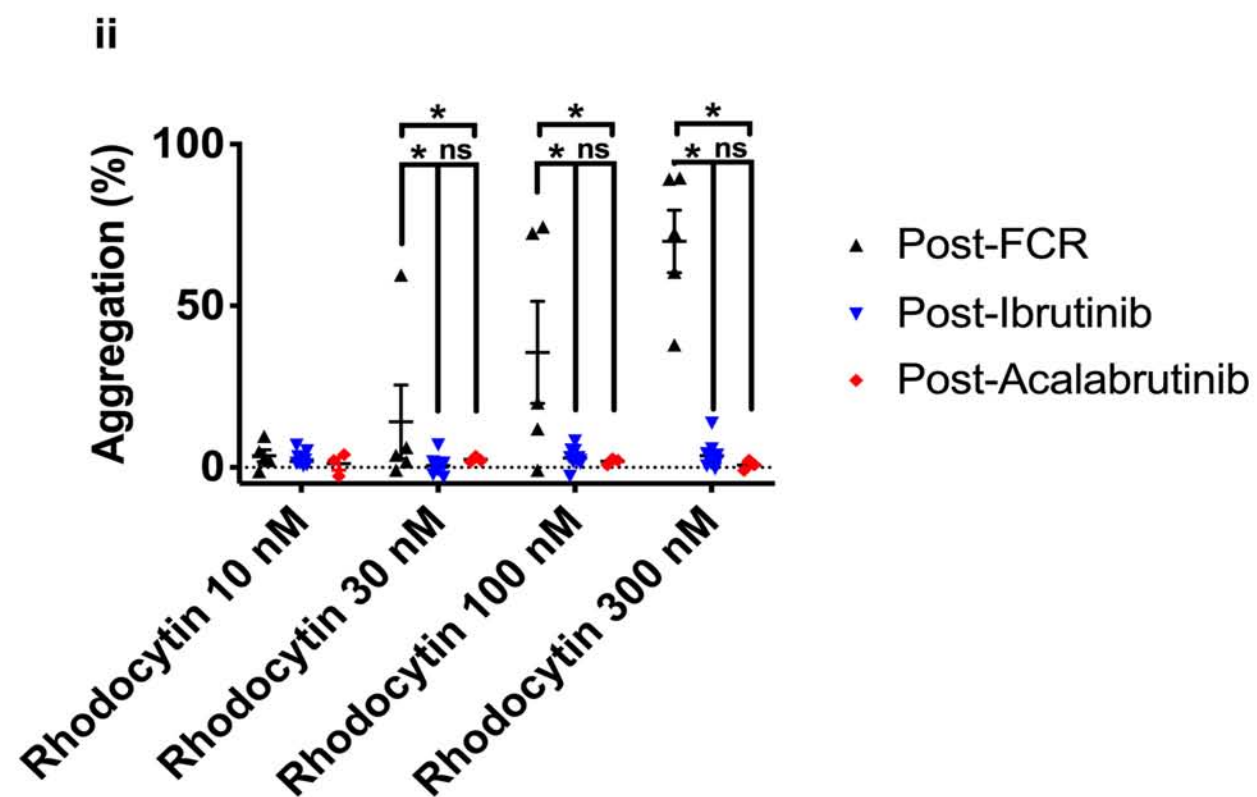 ii
Aggregation (%)
100
50
0
* * *
* ns * ns * ns
Post-FCR
Post-Ibrutinib
Post-Acalabrutinib
Rhodocytin 10 nM
Rhodocytin 30 nM
Rhodocytin 100 nM
Rhodocytin 300 nM